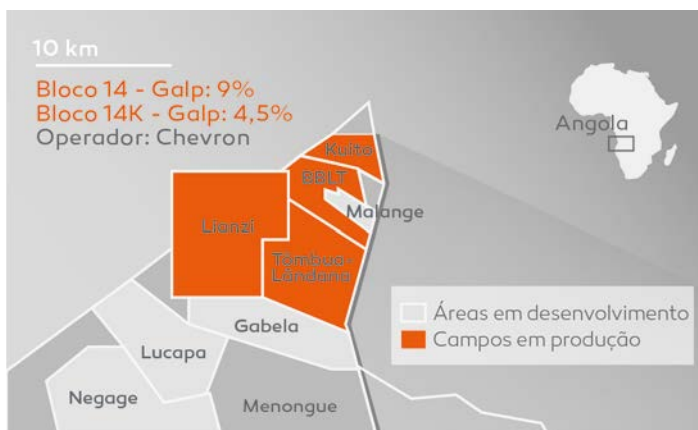 10 km
Bloco 14 - Galp: 9%
Bloco 14K - Galp: 4,5%
Operador: Chevron
Angola
Kuito
BBLT
Malange
Lianzi
Tômbua-
Lândana
Áreas em desenvolvimento
Campos em produção
Gabela
Lucapa
Negage
Menongue